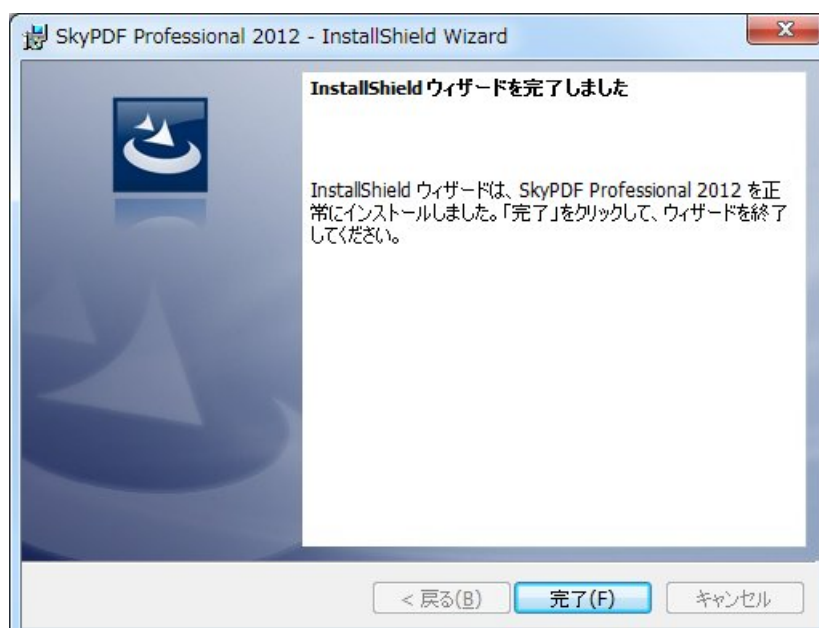 SkyPDF Professional 2012 - InstallShield Wizard
InstallShield ウィザードを完了しました
InstallShield ウィザードは、SkyPDF Professional 2012 を正
常にインストールしました。「完了」をクリックして、ウィザードを終了
してください。
< 戻る(B)
完了(F)
キャンセル